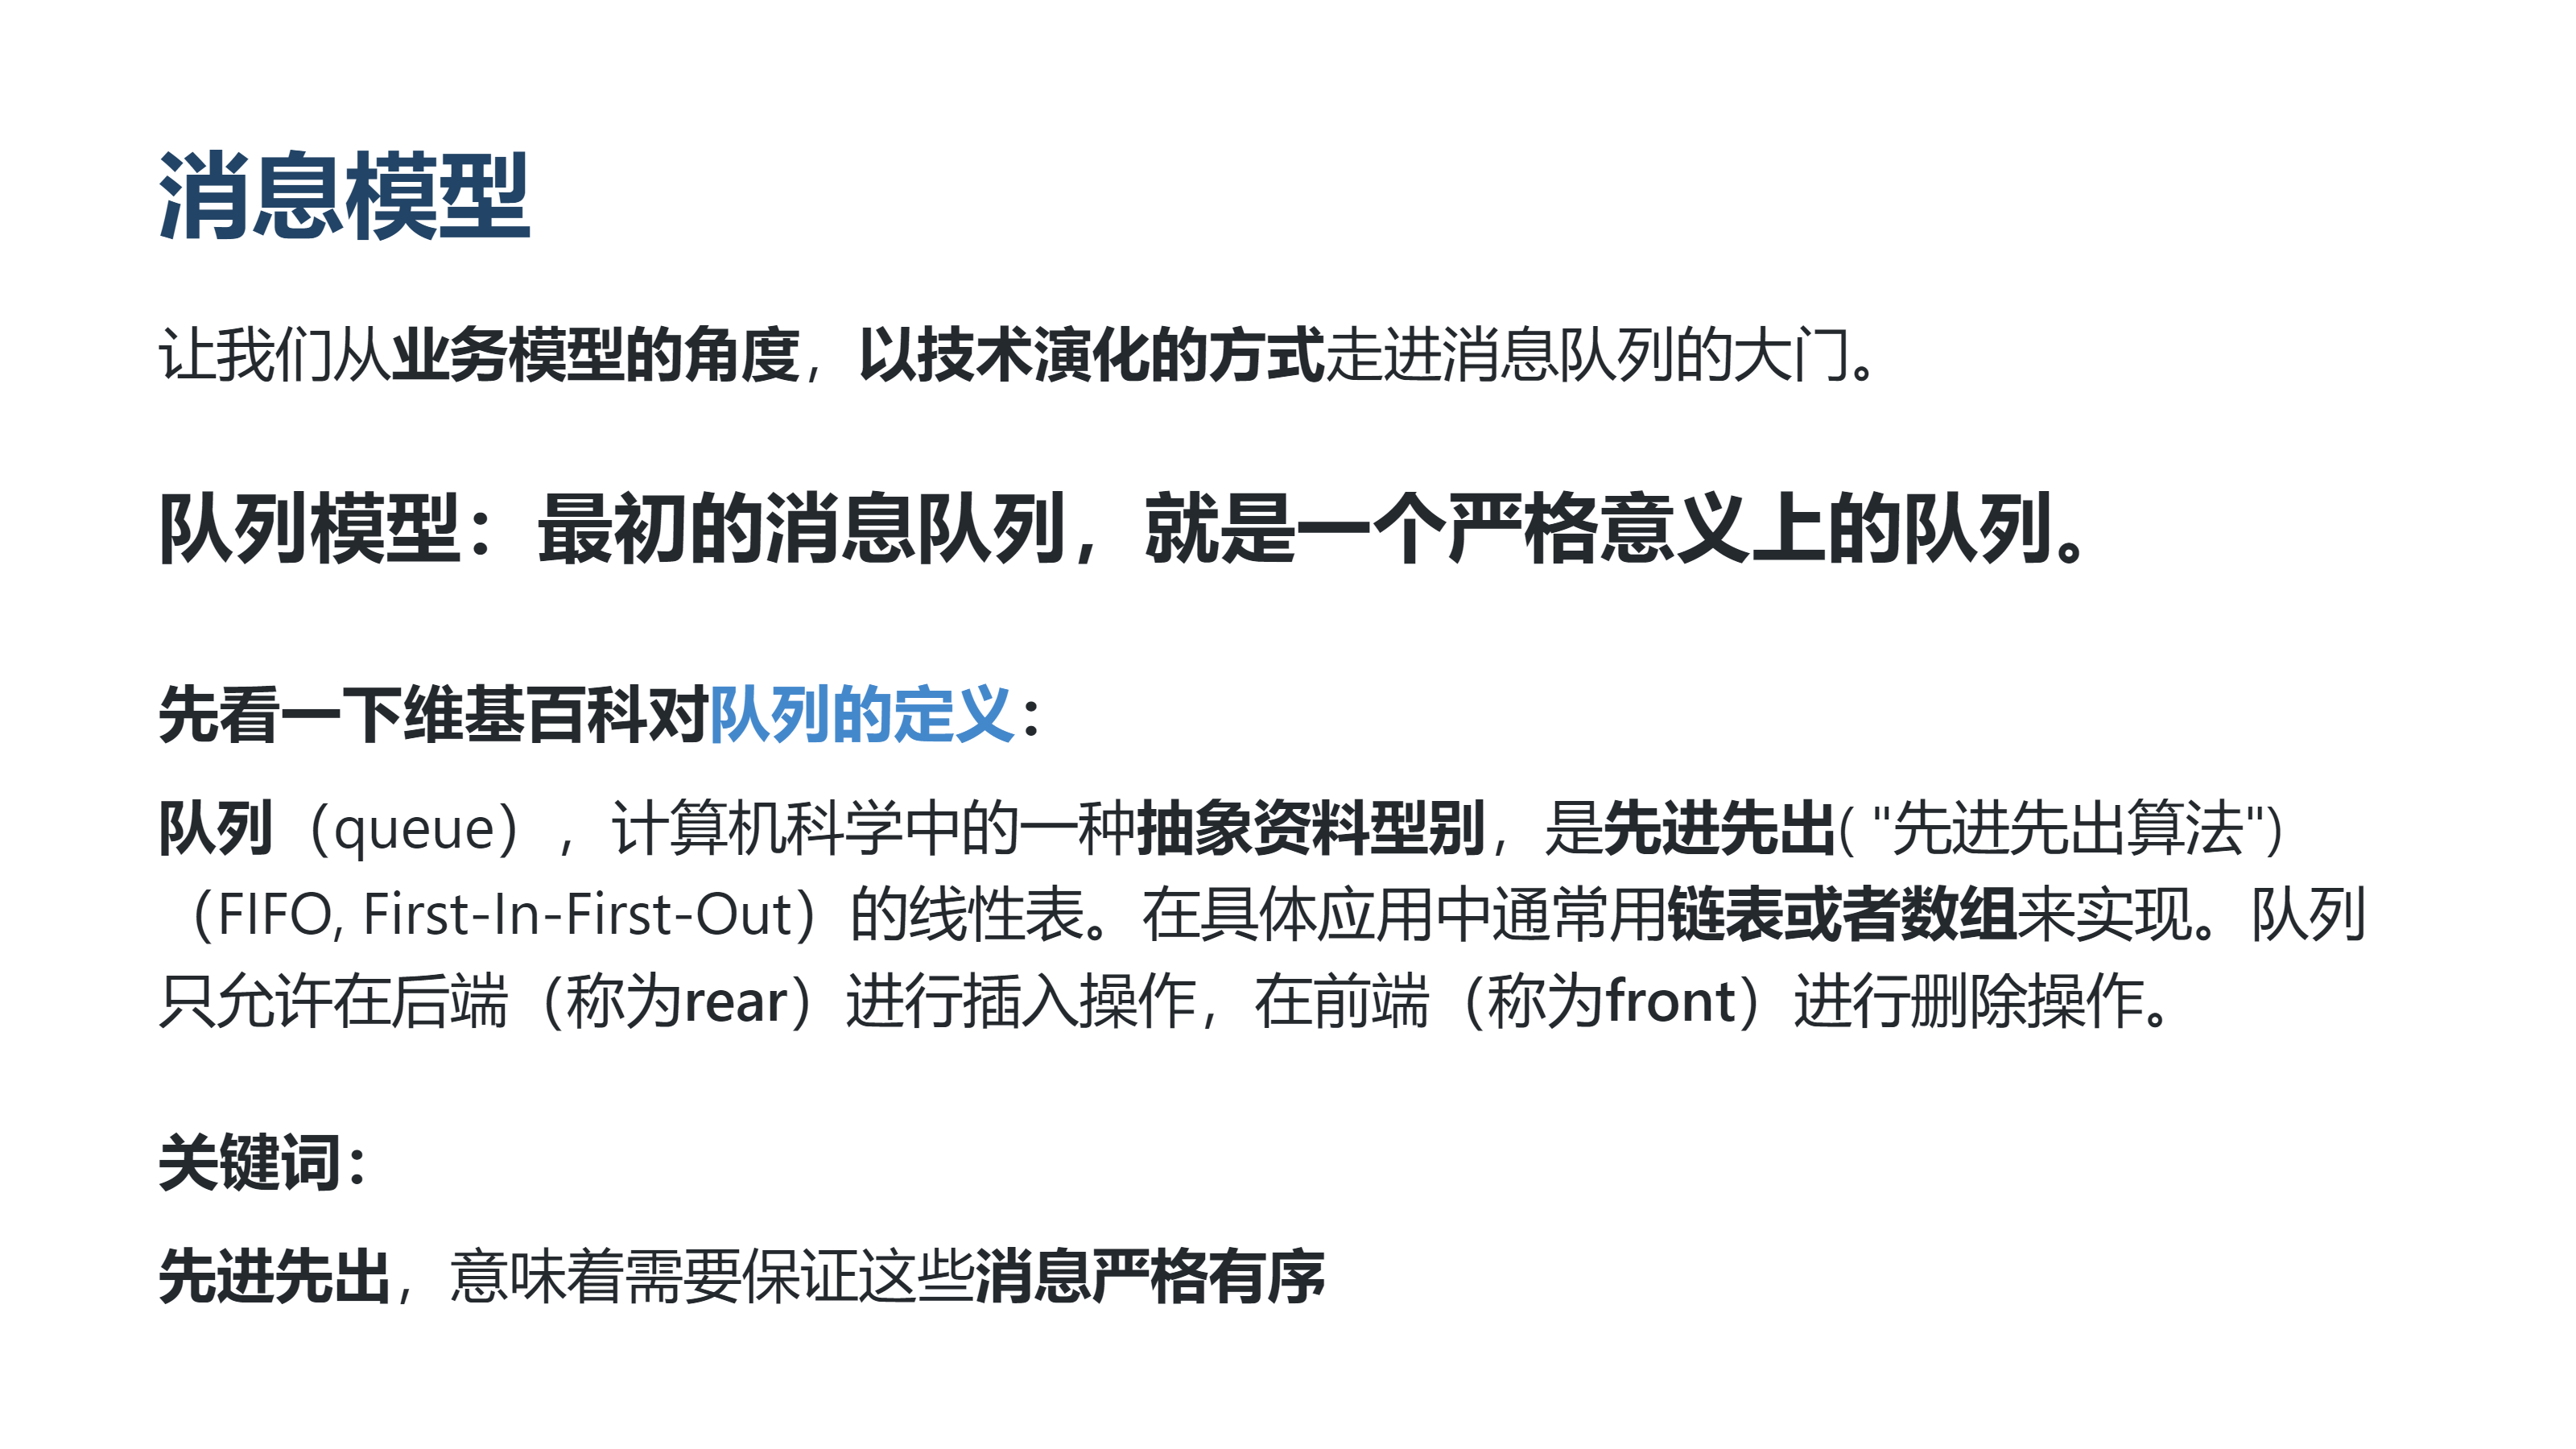 消息模型
让我们从业务模型的角度，以技术演化的方式走进消息队列的大门。
队列模型：最初的消息队列，就是一个严格意义上的队列。
先看一下维基百科对队列的定义：
队列（queue），计算机科学中的一种抽象资料型别，是先进先出( "先进先出算法")
（FIFO, First-In-First-Out）的线性表。在具体应用中通常用链表或者数组来实现。队列
只允许在后端（称为rear）进行插入操作，在前端（称为front）进行删除操作。
关键词：
先进先出，意味着需要保证这些消息严格有序